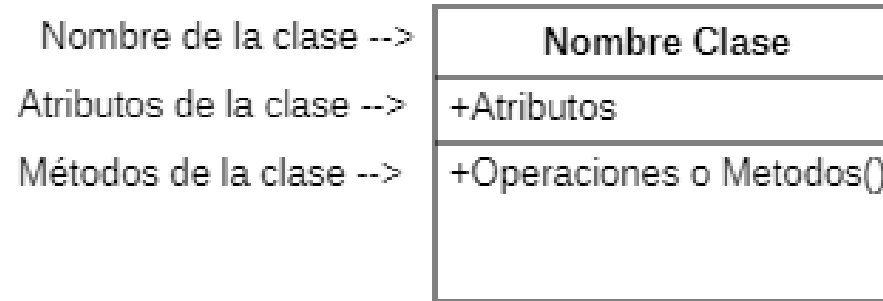 Nombre de la clase --> Nombre Clase
Atributos de la clase --> +Atributos
Métodos de la clase --> +Operaciones o Metodos()